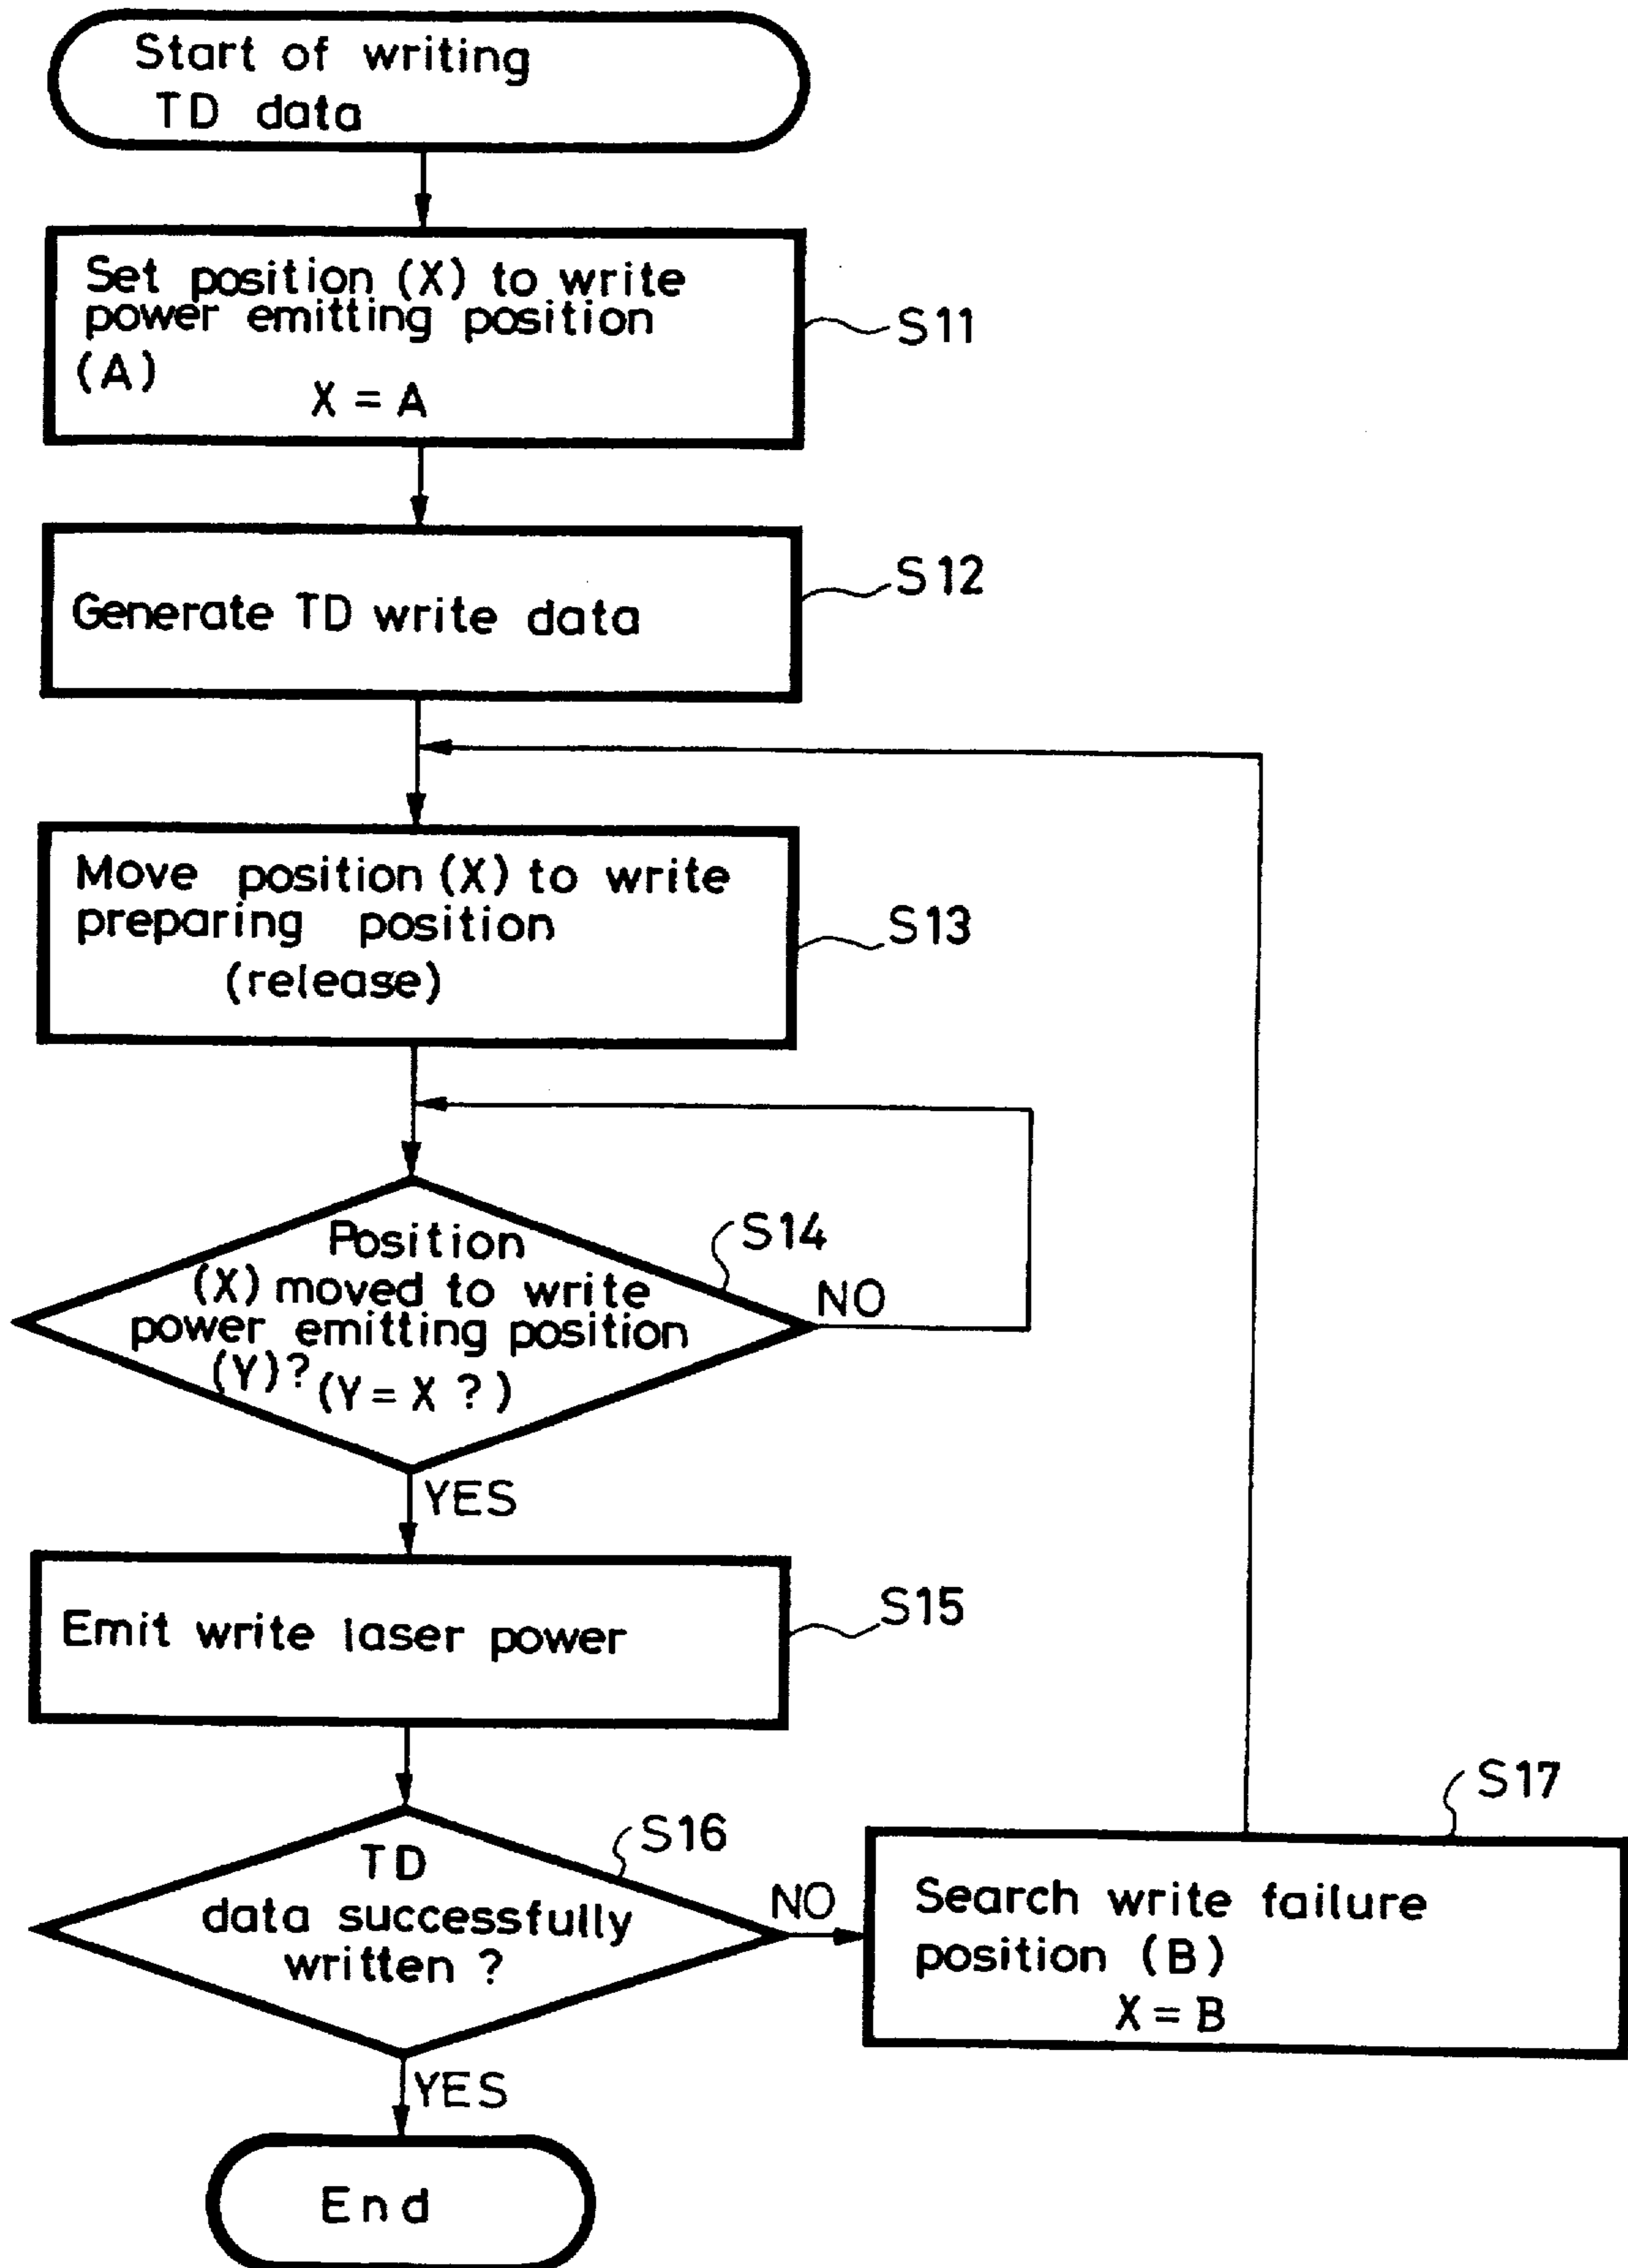 Start of writing
TD data
Set position (X) to write
power emitting position
(A)
X = A
S11
Generate TD write data
S12
Move position (X) to write
preparing position
(release)
S13
Position
(X) moved to write
power emitting position
(Y)? (Y = X ?)
S14
NO
YES
Emit write laser power
S15
TD
data successfully
written ?
S16
NO
Search write failure
position (B)
X = B
S17
YES
End